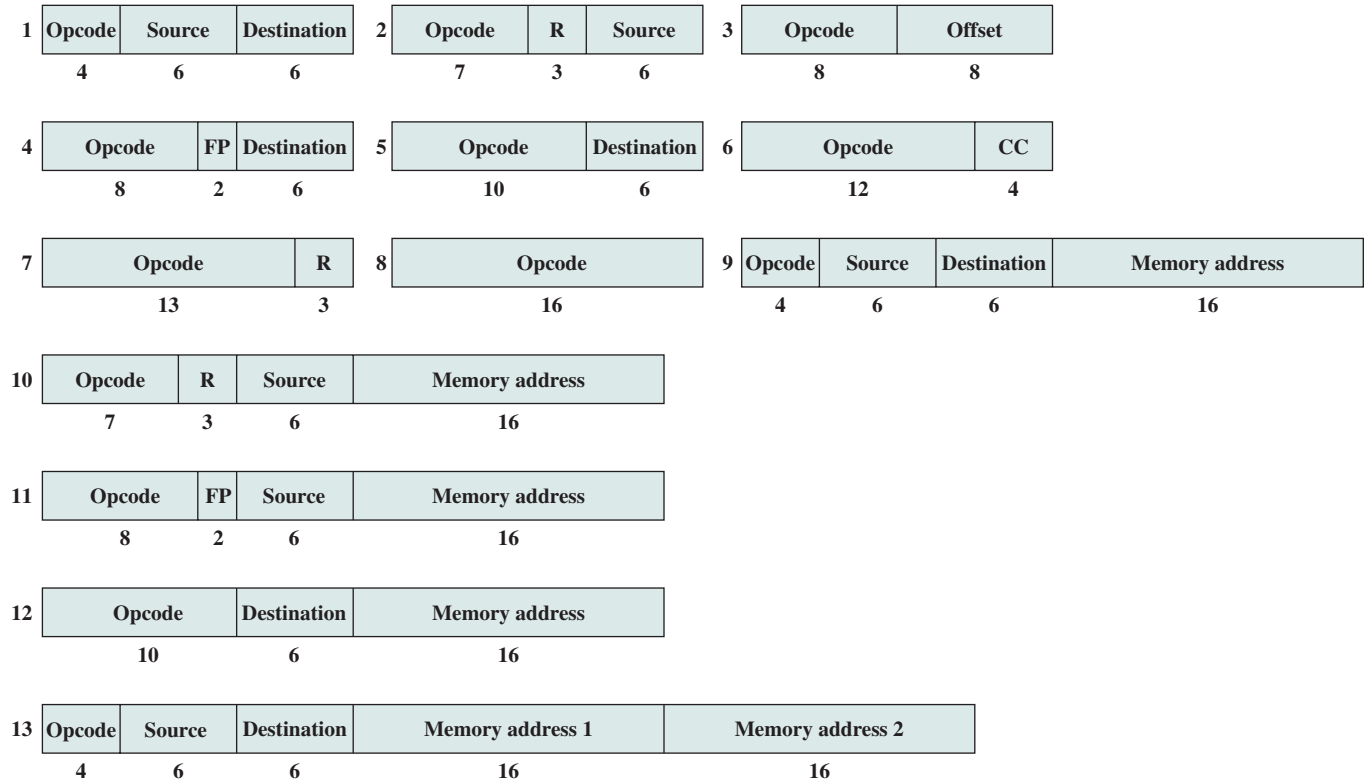 1 Opcode Source Destination 2 Opcode R Source 3 Opcode Offset
4 6 6 7 3 6 8 8
4 Opcode FP Destination 5 Opcode Destination 6 Opcode CC
8 2 6 10 6 12 4
7 Opcode R 8 Opcode 9 Opcode Source Destination Memory address
13 3 16 4 6 6 16
10 Opcode R Source Memory address
7 3 6 16
11 Opcode FP Source Memory address
8 2 6 16
12 Opcode Destination Memory address
10 6 16
13 Opcode Source Destination Memory address 1 Memory address 2
4 6 6 16 16